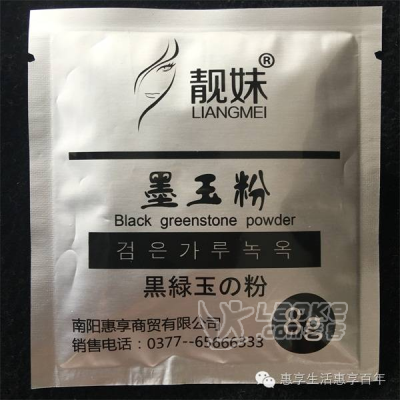 靓妹®
LIANGMEI
墨玉粉
Black greenstone powder
검은가루녹옥
黒緑玉の粉
8g
南阳惠享商贸有限公司
销售电话：0377--65666333
惠享生活惠享百年